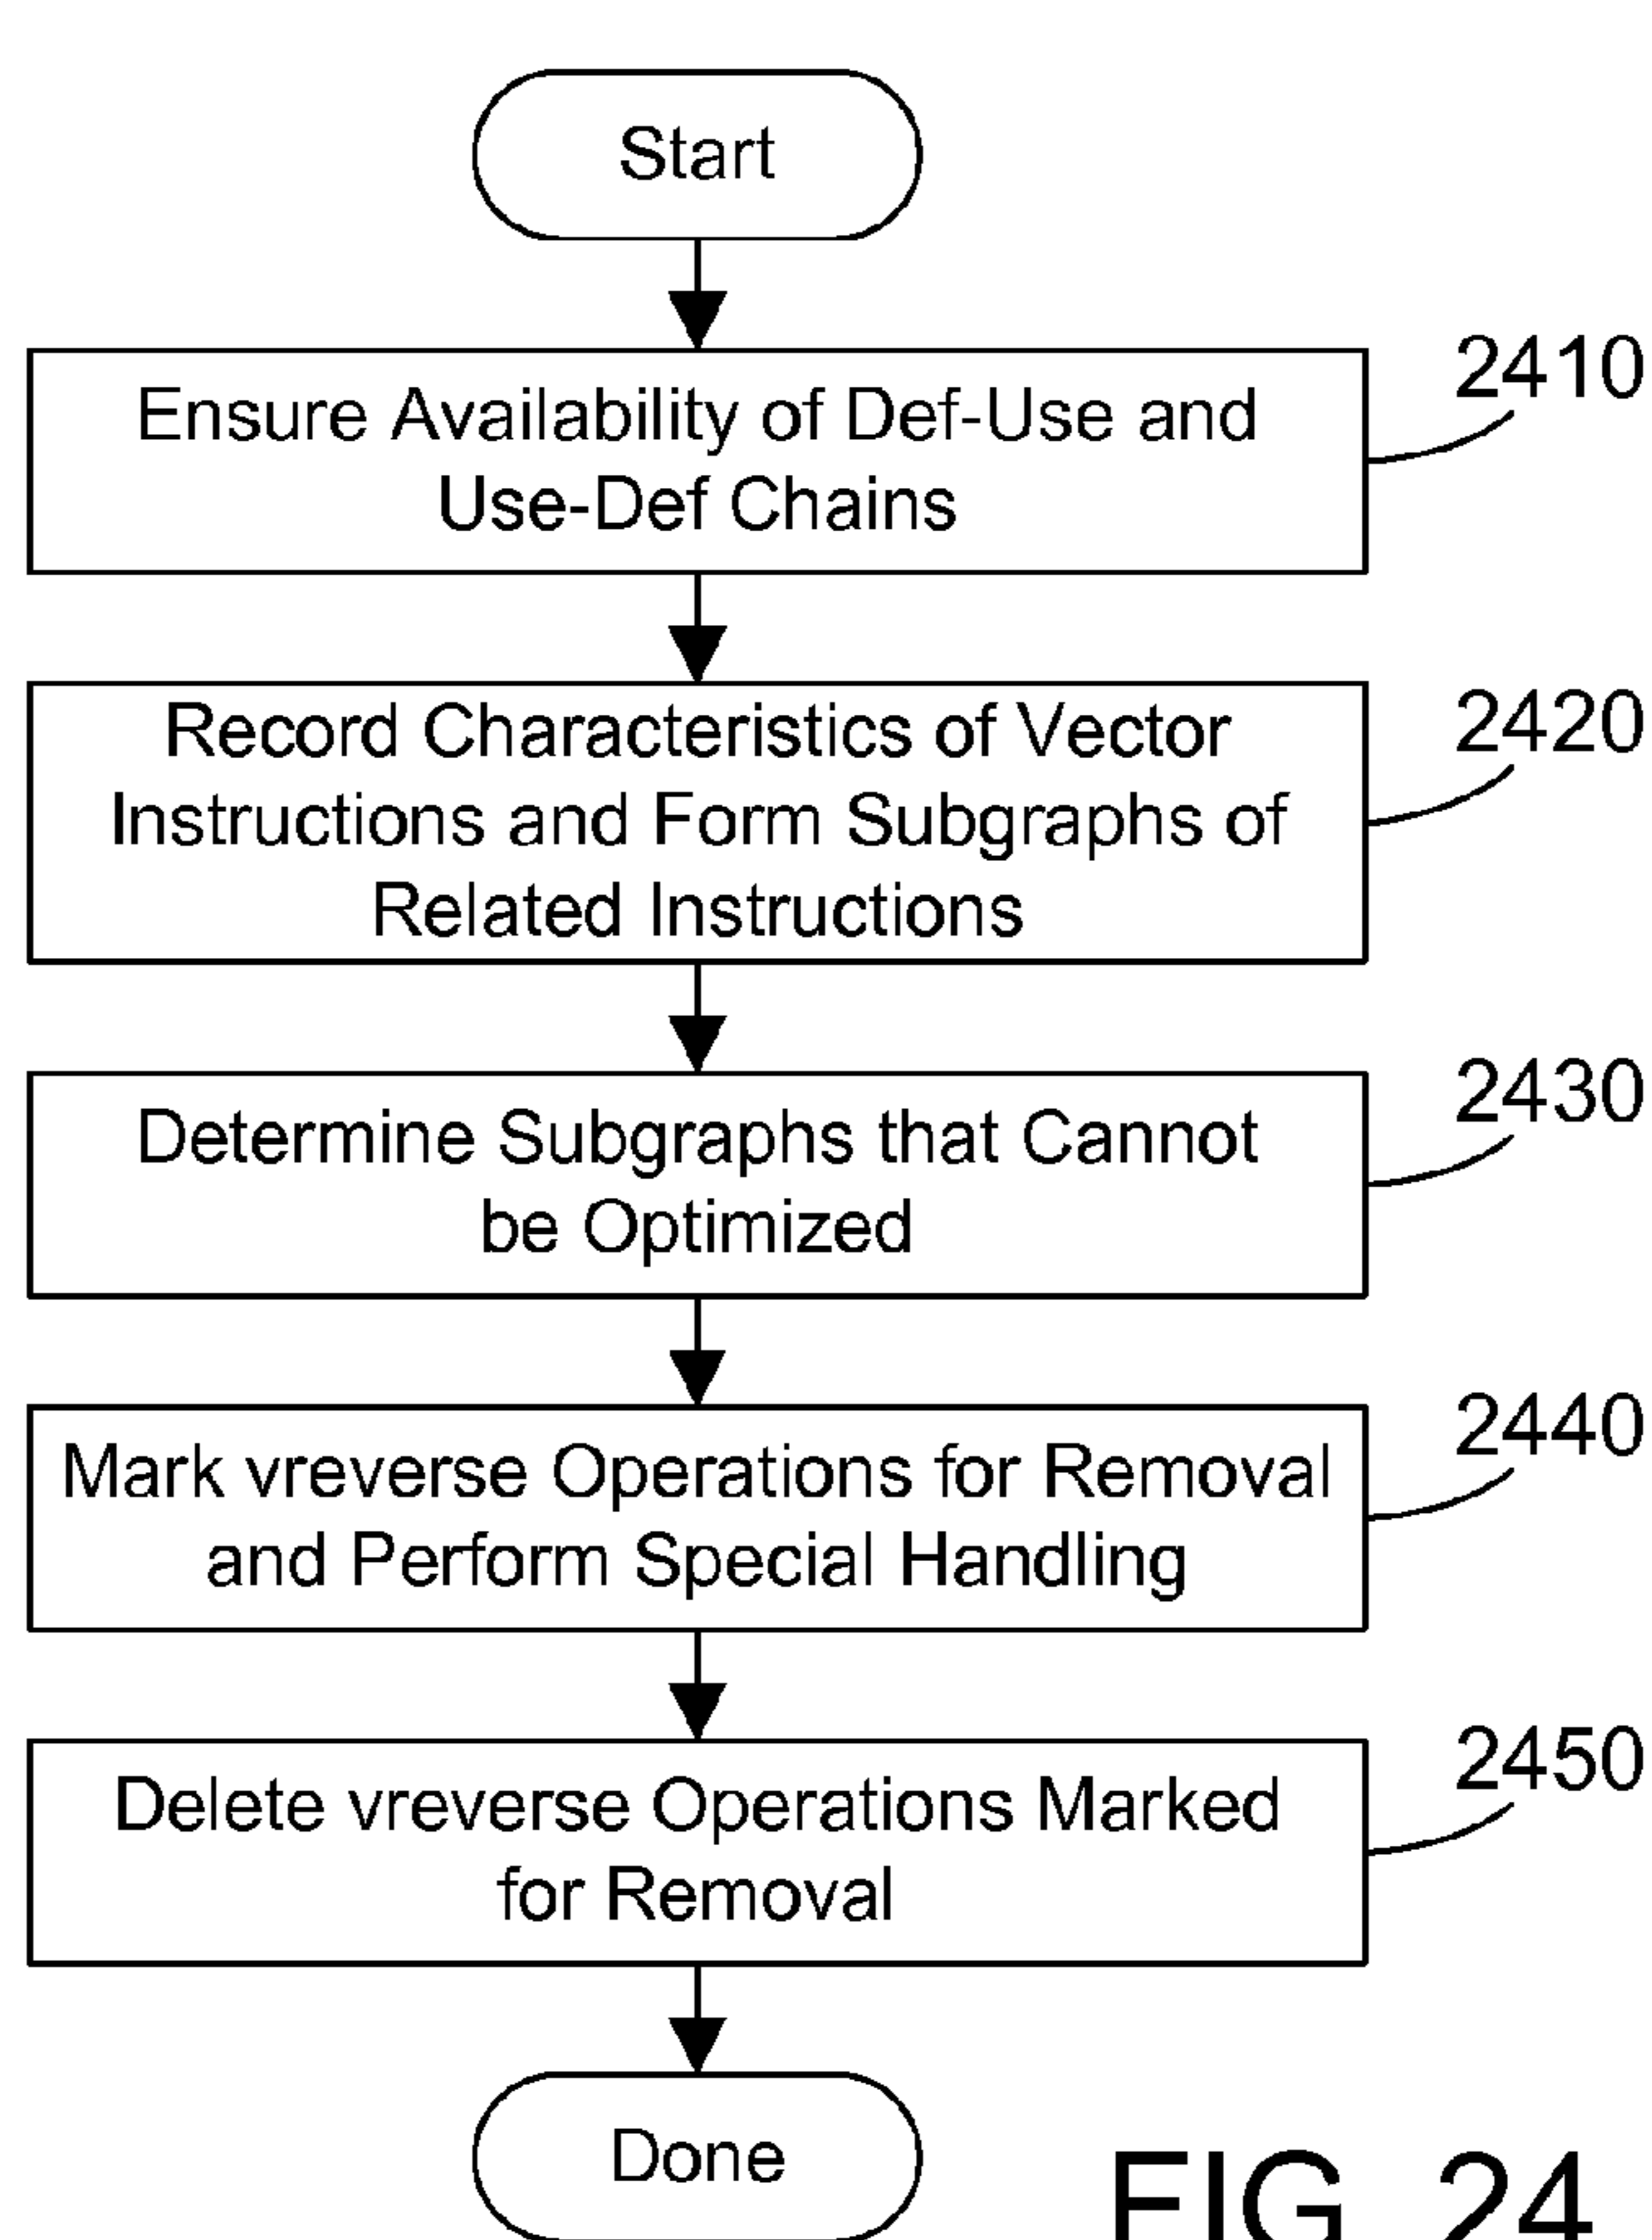 Start
Ensure Availability of Def-Use and
Use-Def Chains
2410
Record Characteristics of Vector
Instructions and Form Subgraphs of
Related Instructions
2420
Determine Subgraphs that Cannot
be Optimized
2430
Mark vreverse Operations for Removal
and Perform Special Handling
2440
Delete vreverse Operations Marked
for Removal
2450
Done
FIG. 24